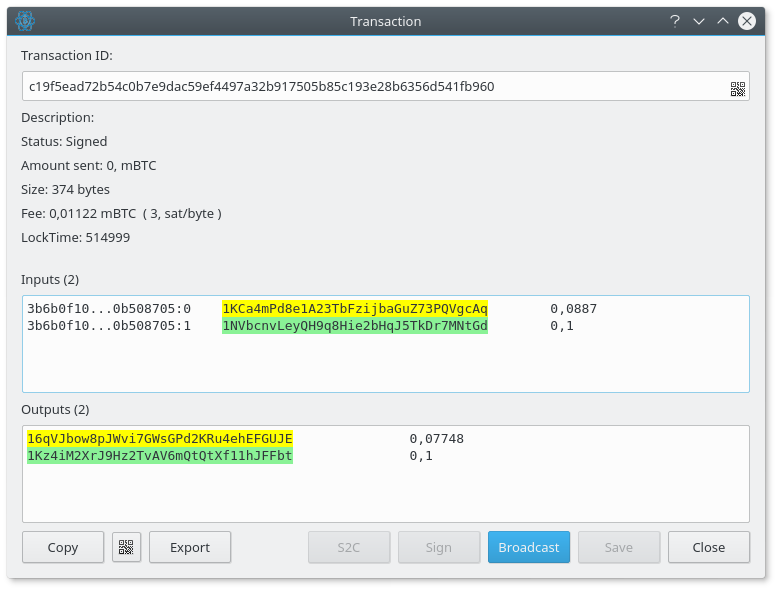 Transaction
Transaction ID:
c19f5ead72b54c0b7e9dac59ef4497a32b917505b85c193e28b6356d541fb960
Description:
Status: Signed
Amount sent: 0, mBTC
Size: 374 bytes
Fee: 0,01122 mBTC ( 3, sat/byte )
LockTime: 514999
Inputs (2)
3b6b0f10...0b508705:0 1KCa4mPd8e1A23TbFzijbaGuZ73PQVgcAq 0,0887
3b6b0f10...0b508705:1 1NVbcnvLeyQH9q8Hie2bHqJ5TkDr7MNtGd 0,1
Outputs (2)
16qVJbow8pJWvi7GWsGPd2KRu4ehEFGUJE 0,07748
1Kz4iM2XrJ9Hz2TvAV6mQtQtXf11hJFFbt 0,1
Copy Export S2C Sign Broadcast Save Close